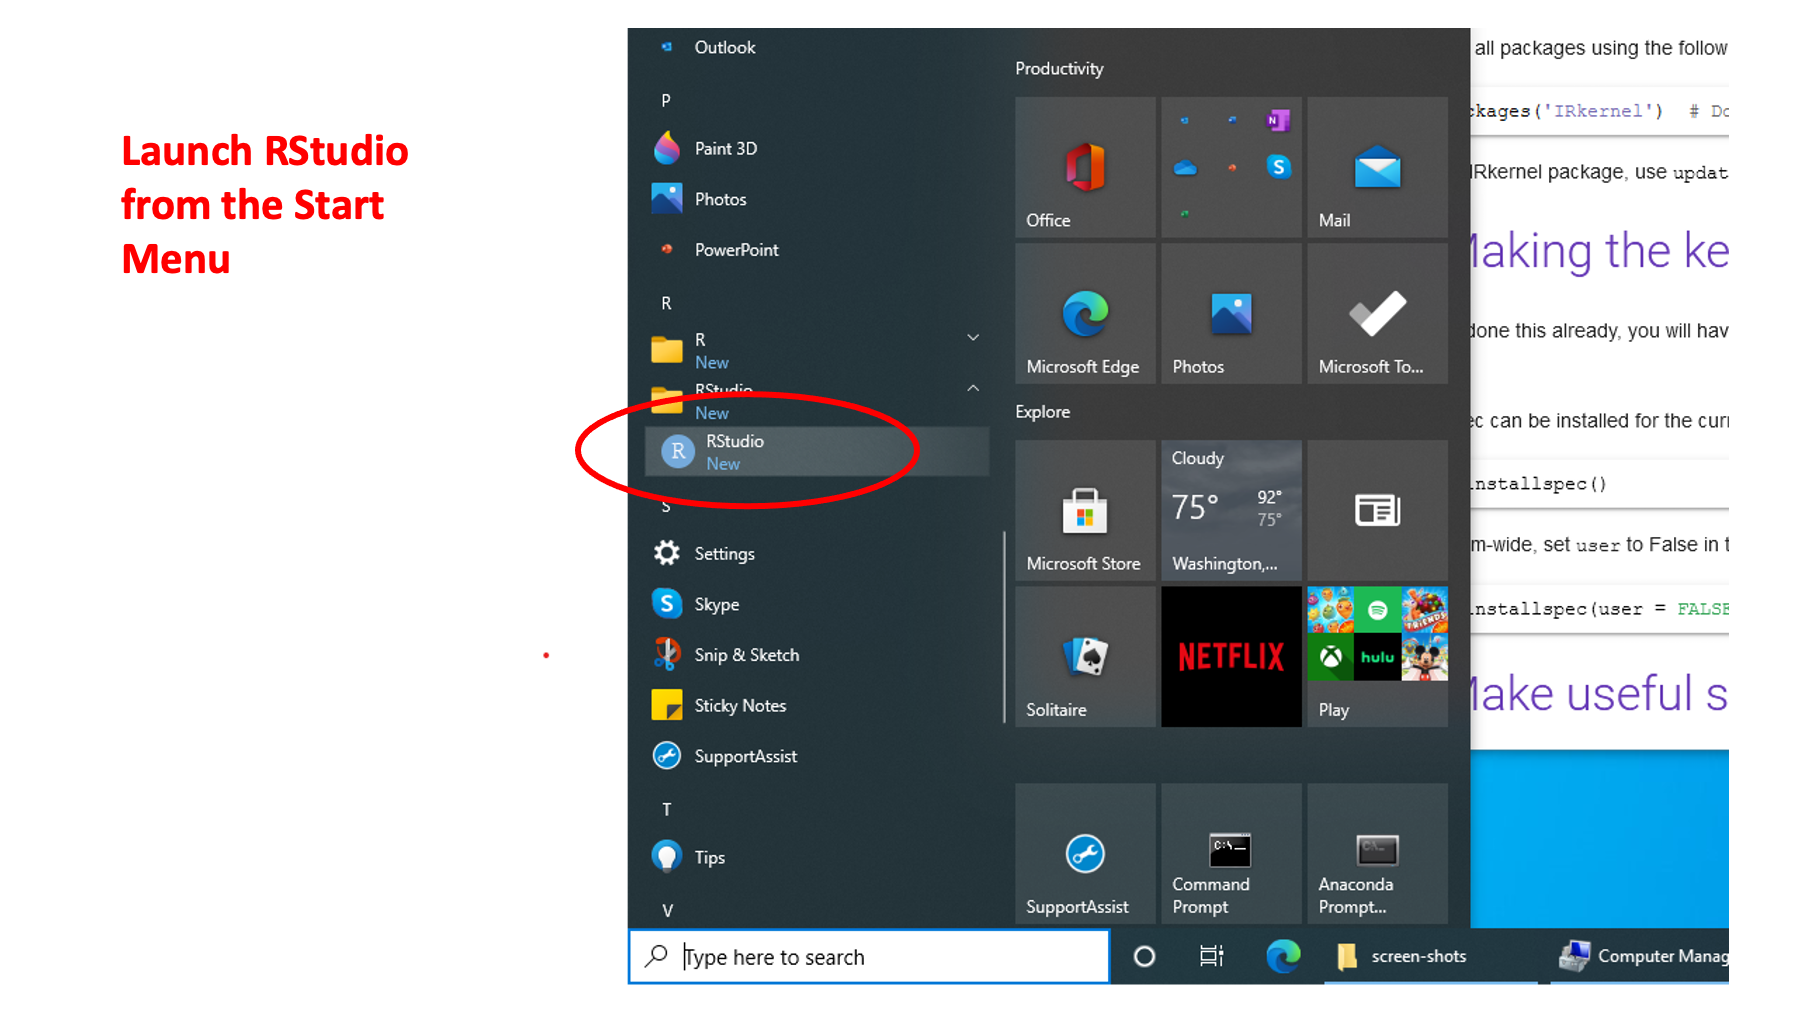 Launch RStudio
from the Start
Menu
Outlook
P
Paint 3D
Photos
PowerPoint
R
R
New
RStudio
New
R
RStudio
New
S
Settings
S
Skype
Snip & Sketch
Sticky Notes
SupportAssist
T
Tips
V
Productivity
Office
N
S
Mail
Microsoft Edge
Photos
Microsoft To...
Explore
Microsoft Store
Cloudy
75°
92°
75°
Washington,...
Solitaire
NETFLIX
FRIENDS
hulu
Play
SupportAssist
C:\
Command
Prompt
Anaconda
Prompt...
all packages using the follow
ckages('IRkernel') # Do
IRkernel package, use updat
Making the ke
done this already, you will hav
ec can be installed for the curr
installspec()
m-wide, set user to False in t
installspec(user = FALSE
Make useful s
Type here to search
screen-shots
Computer Manag